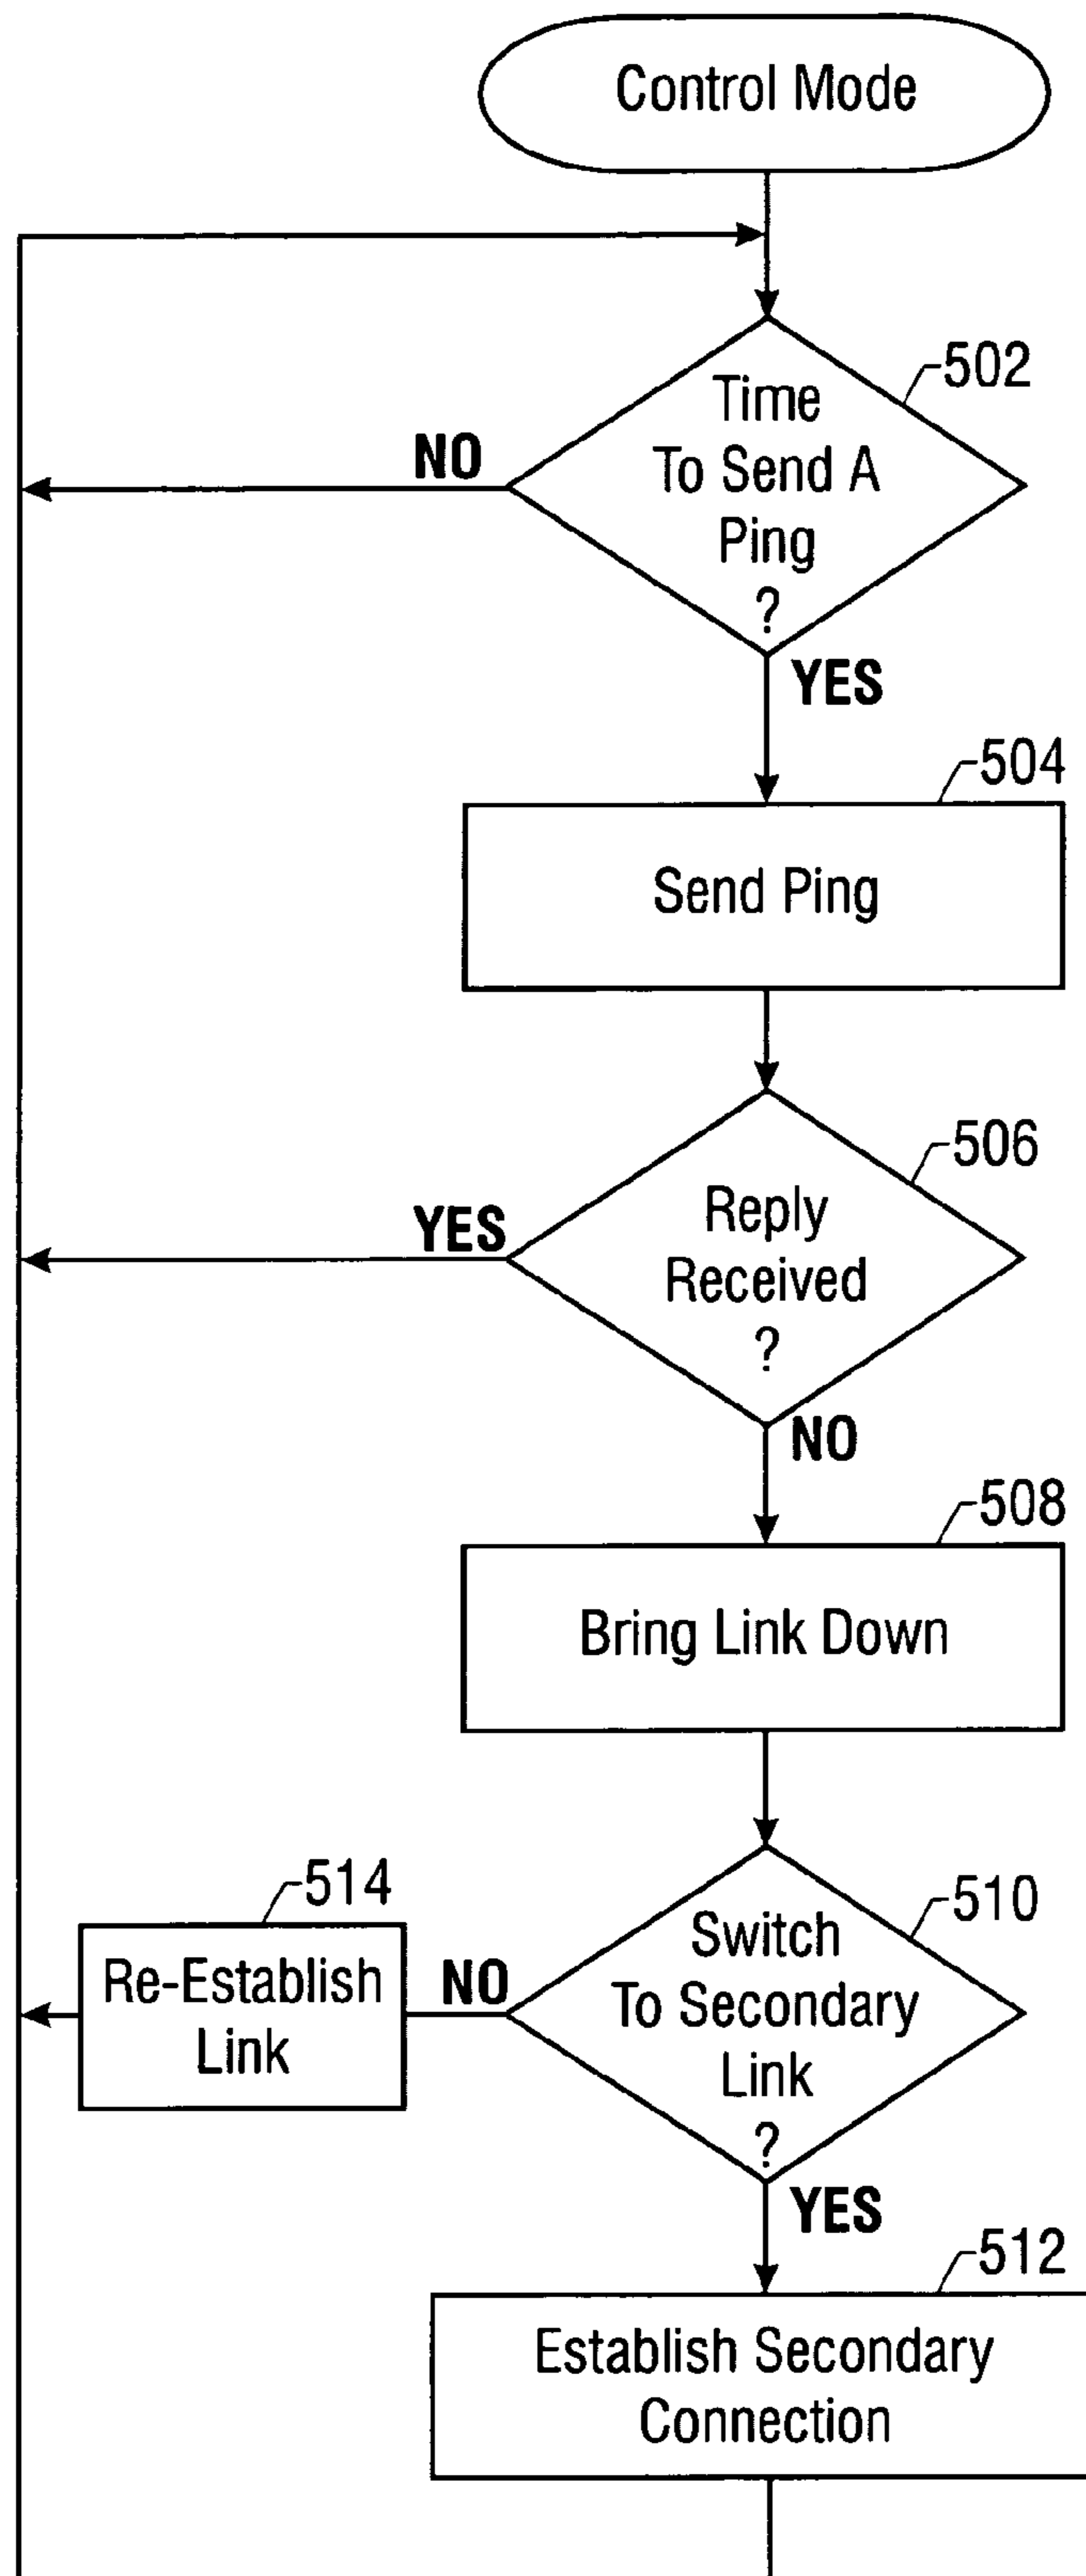 Control Mode
502
Time
To Send A
Ping
?
NO
YES
504
Send Ping
506
Reply
Received
?
YES
NO
508
Bring Link Down
510
Switch
To Secondary
Link
?
514
Re-Establish
Link
NO
YES
512
Establish Secondary
Connection